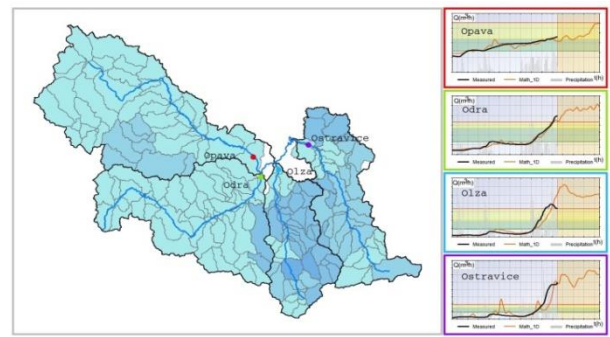 Opava
Odra
Olza
Ostravice
Q(m³/h)
Opava
Measured Math_1D Precipitation t(h)
Q(m³/h)
Odra
Measured Math_1D Precipitation t(h)
Q(m³/h)
Olza
Measured Math_1D Precipitation t(h)
Q(m³/h)
Ostravice
Measured Math_1D Precipitation t(h)